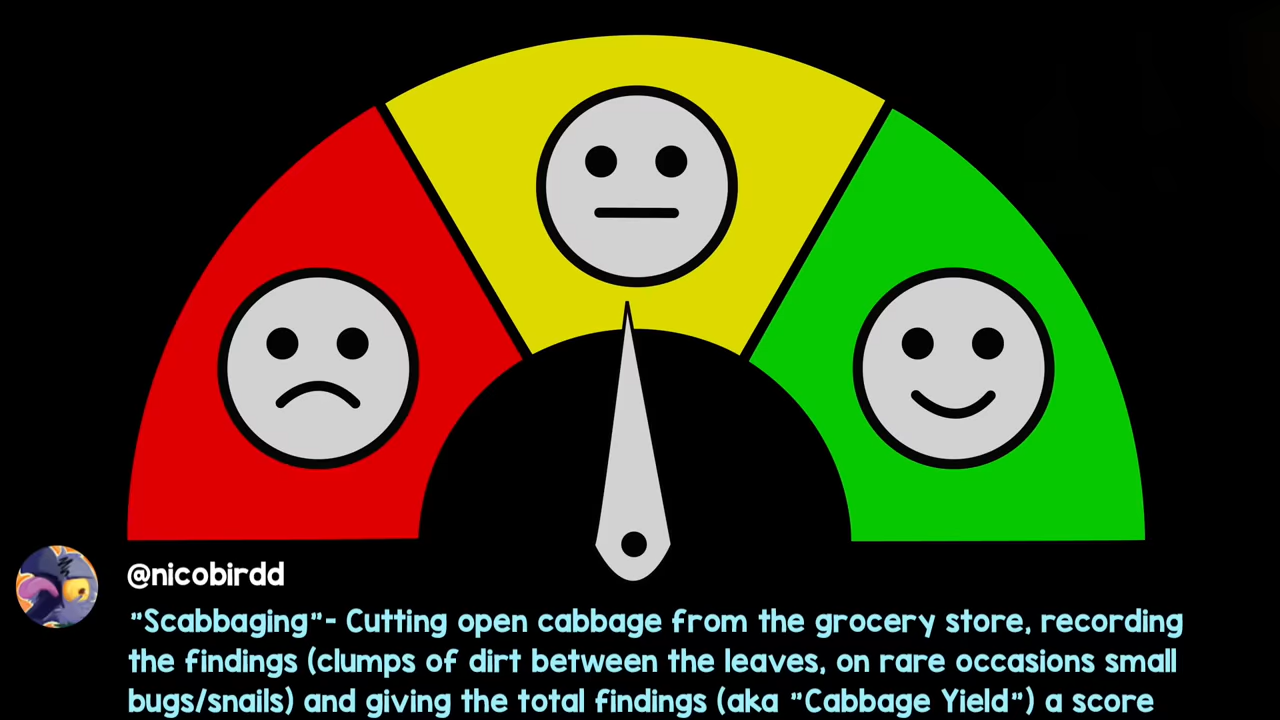 @nicobirdd
"Scabbaging"- Cutting open cabbage from the grocery store, recording
the findings (clumps of dirt between the leaves, on rare occasions small
bugs/snails) and giving the total findings (aka "Cabbage Yield") a score